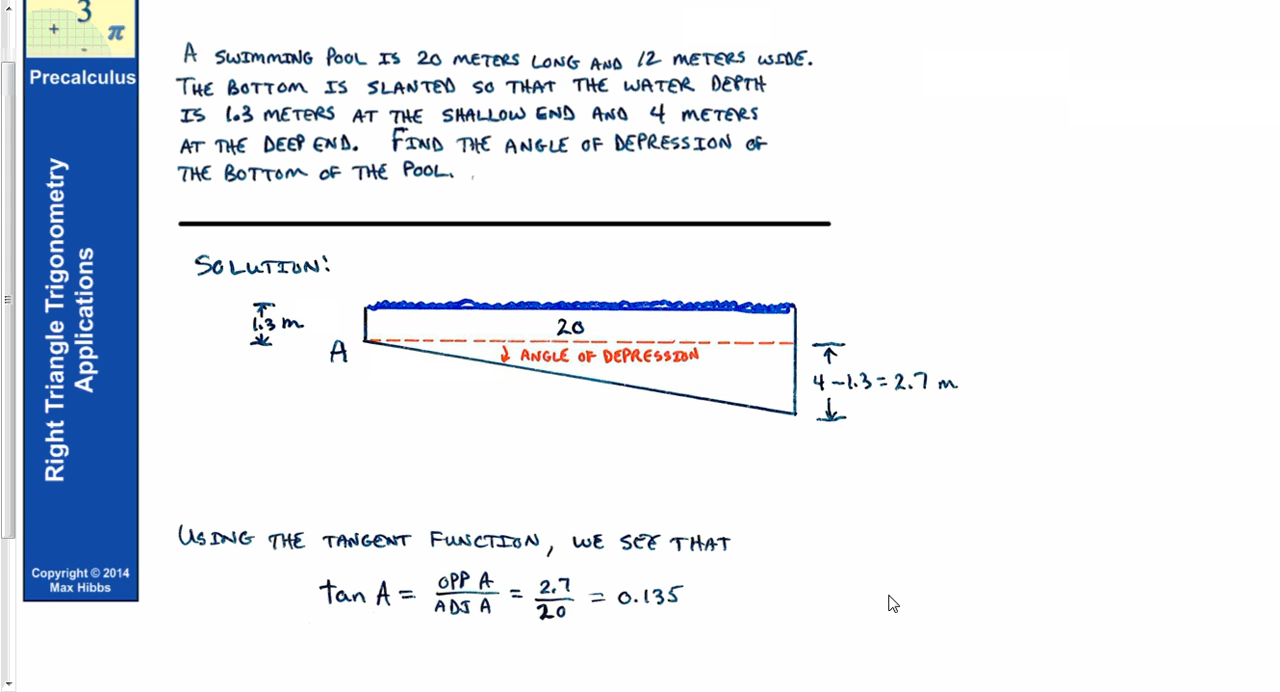 3
+
π
-
Precalculus
Right Triangle Trigonometry
Applications
Copyright © 2014
Max Hibbs
A SWIMMING POOL IS 20 METERS LONG AND 12 METERS WIDE.
THE BOTTOM IS SLANTED SO THAT THE WATER DEPTH
IS 1.3 METERS AT THE SHALLOW END AND 4 METERS
AT THE DEEP END. FIND THE ANGLE OF DEPRESSION OF
THE BOTTOM OF THE POOL.
SOLUTION:
1.3 m
20
A
↓ ANGLE OF DEPRESSION
4 - 1.3 = 2.7 m
USING THE TANGENT FUNCTION, WE SEE THAT
tan A = OPP A / ADJ A = 2.7 / 20 = 0.135